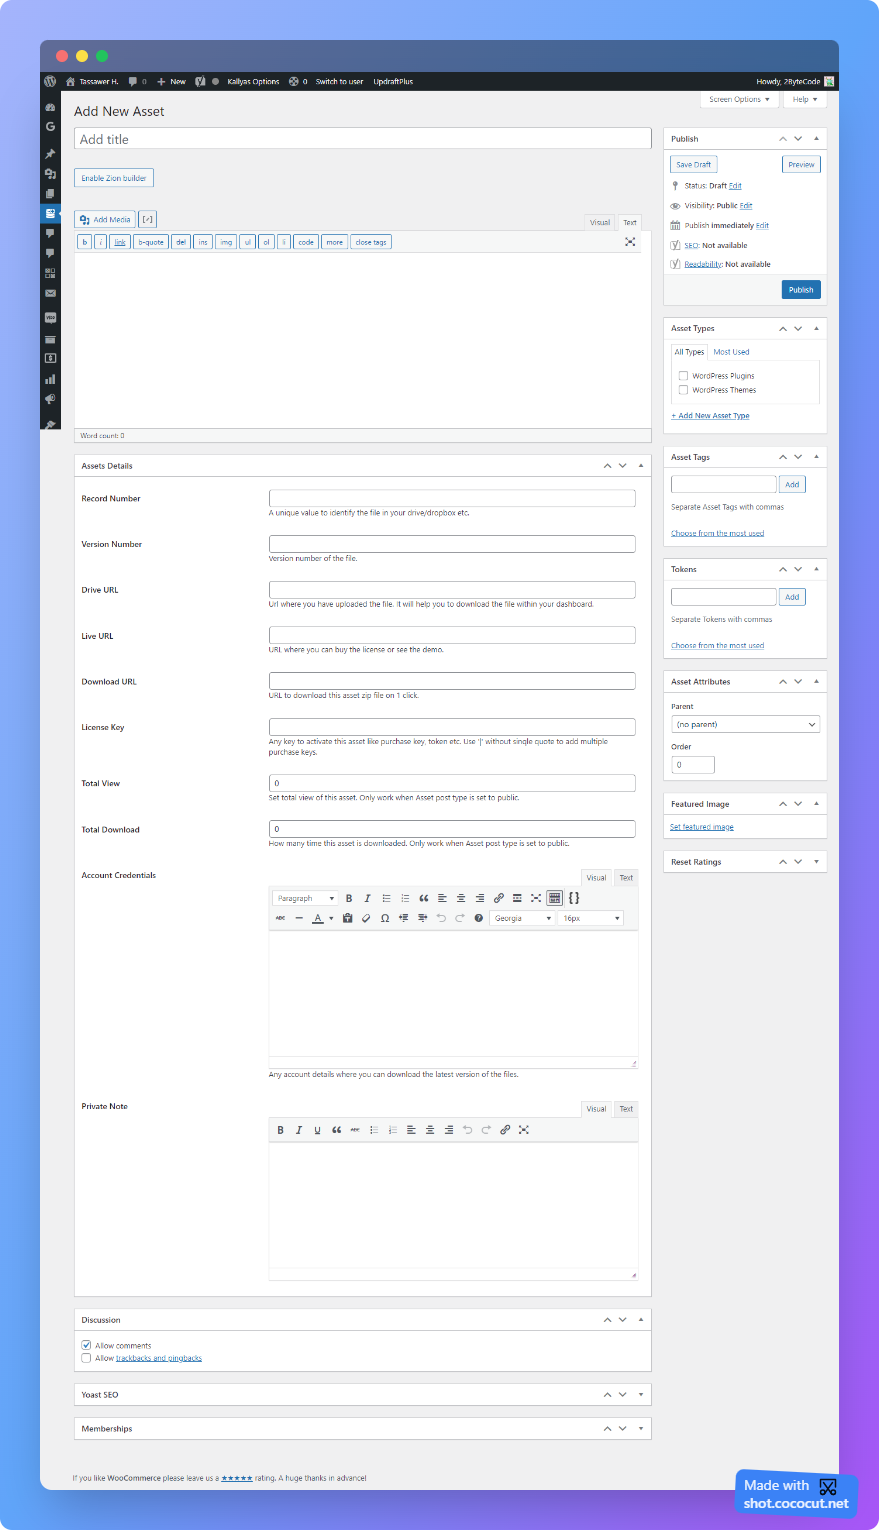 Tassawer H. 0 New Kallyas Options 0 Switch to user UpdraftPlus Howdy, 2ByteCode
Screen Options Help
Add New Asset
Add title
Enable Zion builder
Add Media
Visual Text
b i link b-quote del ins img ul ol li code more close tags
Word count: 0
Assets Details
Record Number
A unique value to identify the file in your drive/dropbox etc.
Version Number
Version number of the file.
Drive URL
Url where you have uploaded the file. It will help you to download the file within your dashboard.
Live URL
URL where you can buy the license or see the demo.
Download URL
URL to download this asset zip file on 1 click.
License Key
Any key to activate this asset like purchase key, token etc. Use '|' without single quote to add multiple
purchase keys.
Total View
0
Set total view of this asset. Only work when Asset post type is set to public.
Total Download
0
How many time this asset is downloaded. Only work when Asset post type is set to public.
Account Credentials
Visual Text
Paragraph B I
ABC A Georgia 16px
Any account details where you can download the latest version of the files.
Private Note
Visual Text
B I U ABC
Discussion
Allow comments
Allow trackbacks and pingbacks
Yoast SEO
Memberships
If you like WooCommerce please leave us a ★★★★★ rating. A huge thanks in advance!
Publish
Save Draft Preview
Status: Draft Edit
Visibility: Public Edit
Publish immediately Edit
SEO: Not available
Readability: Not available
Publish
Asset Types
All Types Most Used
WordPress Plugins
WordPress Themes
+ Add New Asset Type
Asset Tags
Add
Separate Asset Tags with commas
Choose from the most used
Tokens
Add
Separate Tokens with commas
Choose from the most used
Asset Attributes
Parent
(no parent)
Order
0
Featured Image
Set featured image
Reset Ratings
Made with
shot.cococut.net